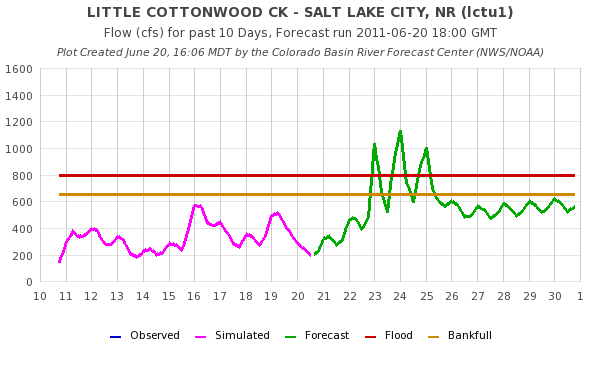 LITTLE COTTONWOOD CK - SALT LAKE CITY, NR (lctu1)
Flow (cfs) for past 10 Days, Forecast run 2011-06-20 18:00 GMT
Plot Created June 20, 16:06 MDT by the Colorado Basin River Forecast Center (NWS/NOAA)
1600
1400
1200
1000
800
600
400
200
0
10 11 12 13 14 15 16 17 18 19 20 21 22 23 24 25 26 27 28 29 30 1
Observed Simulated Forecast Flood Bankfull